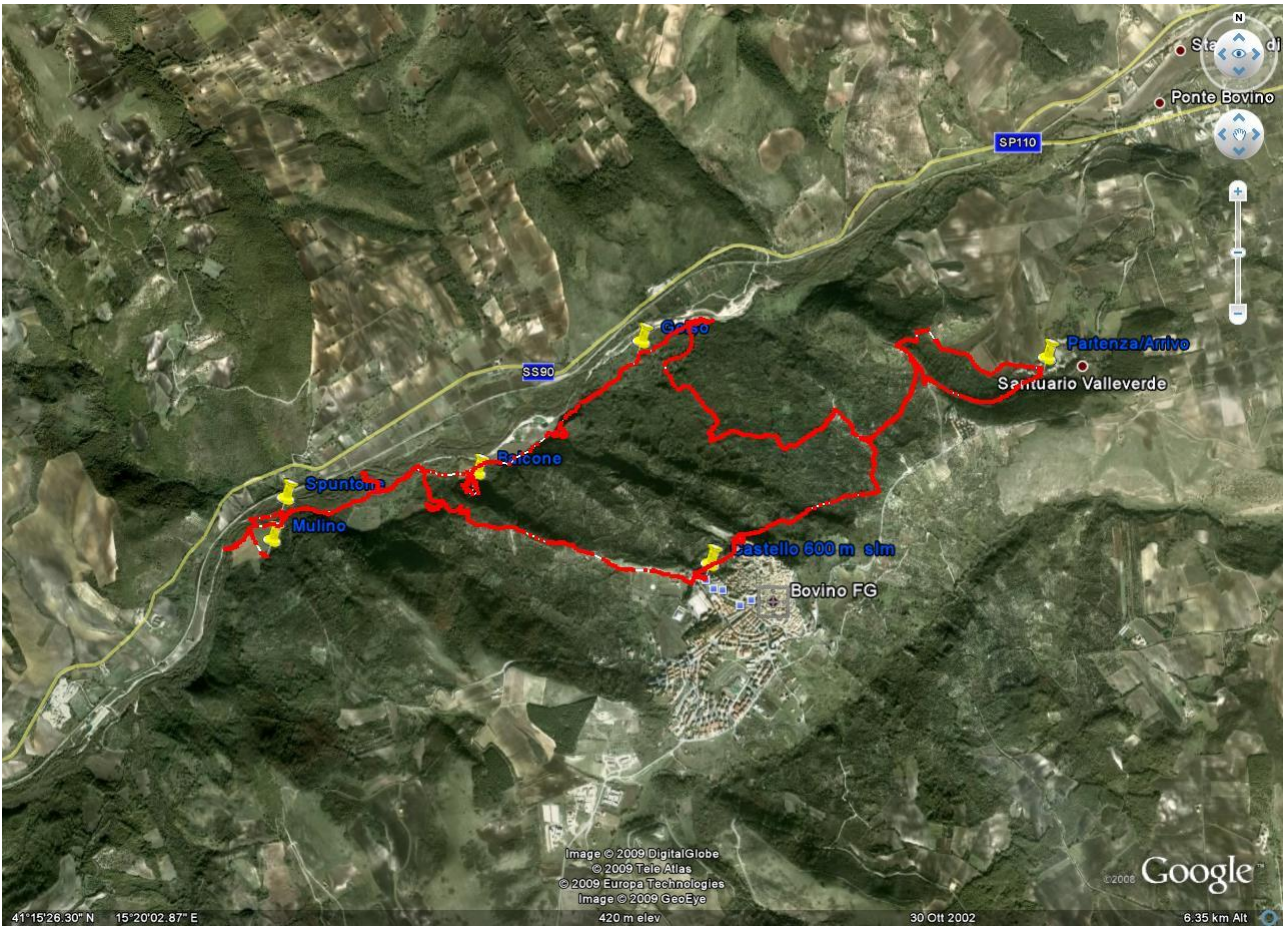 N
Ponte Bovino
SP110
Gelso
Partenza/Arrivo
Santuario Valleverde
SS90
Balcone
Spuntone
Mulino
Castello 600 m slm
Bovino FG
Image © 2009 DigitalGlobe
© 2009 Tele Atlas
© 2009 Europa Technologies
Image © 2009 GeoEye
©2008 Google
41°15'26.30" N 15°20'02.87" E 420 m elev 30 Ott 2002 6.35 km Alt